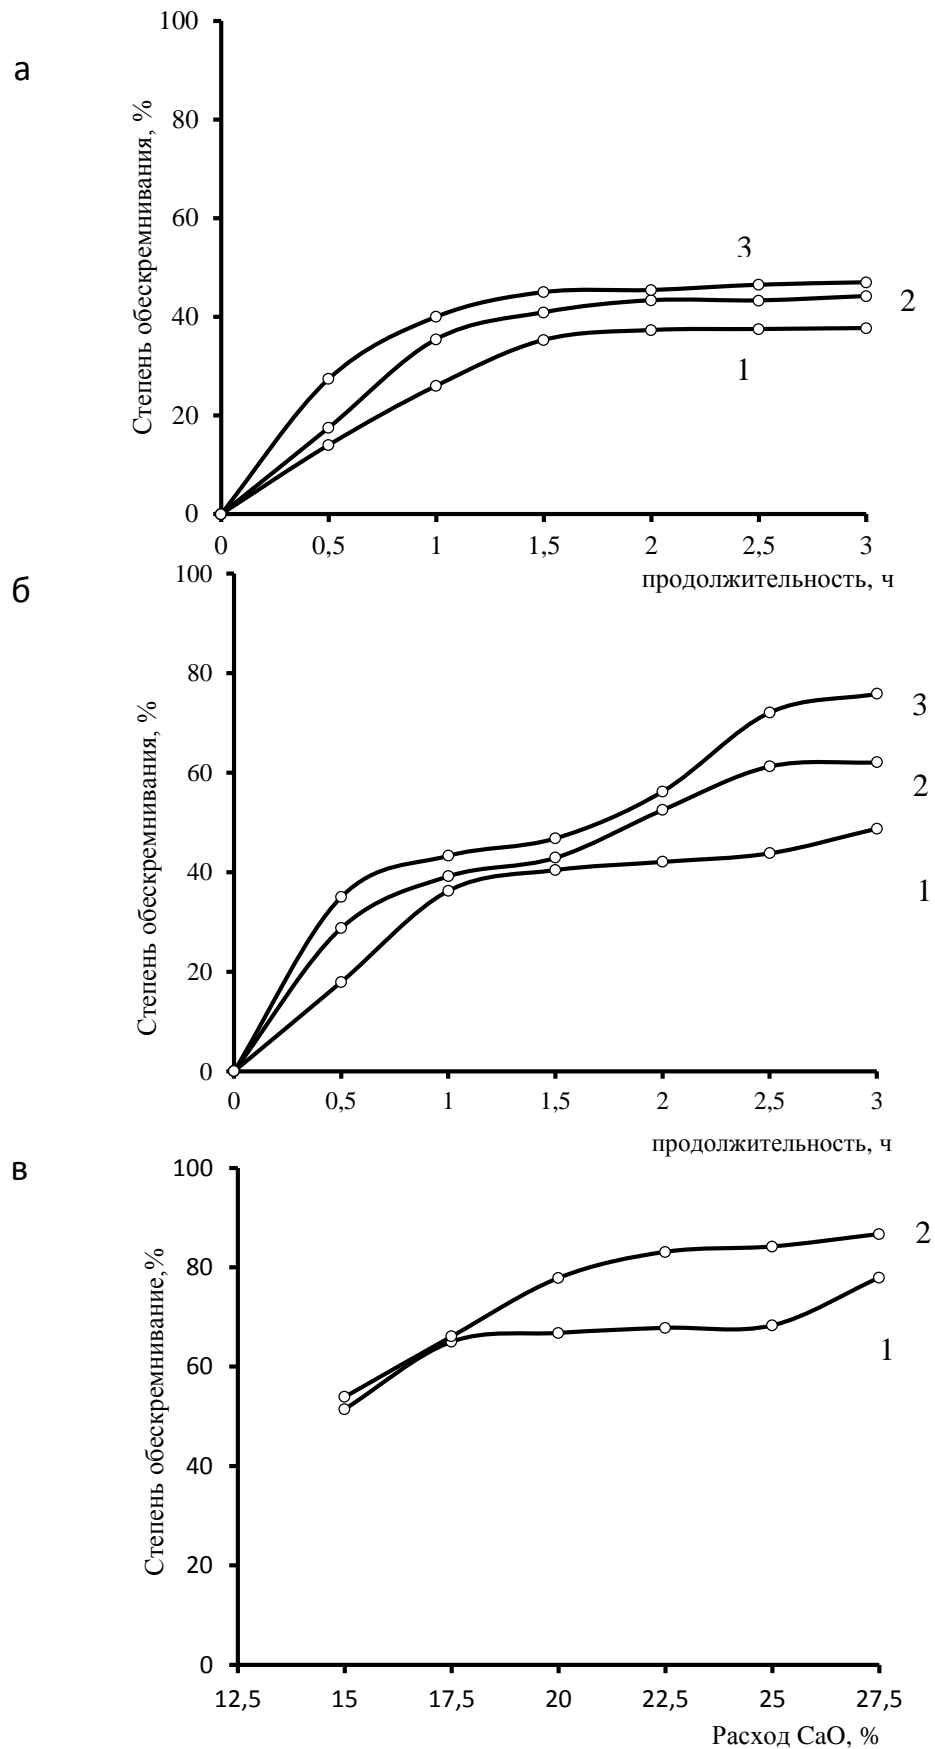 а
Степень обескремнивания, %
100
80
60
40
20
0
3
2
1
0 0,5 1 1,5 2 2,5 3
продолжительность, ч
б
Степень обескремнивания, %
100
80
60
40
20
0
3
2
1
0 0,5 1 1,5 2 2,5 3
продолжительность, ч
в
Степень обескремнивание,%
100
80
60
40
20
0
2
1
12,5 15 17,5 20 22,5 25 27,5
Расход CaO, %